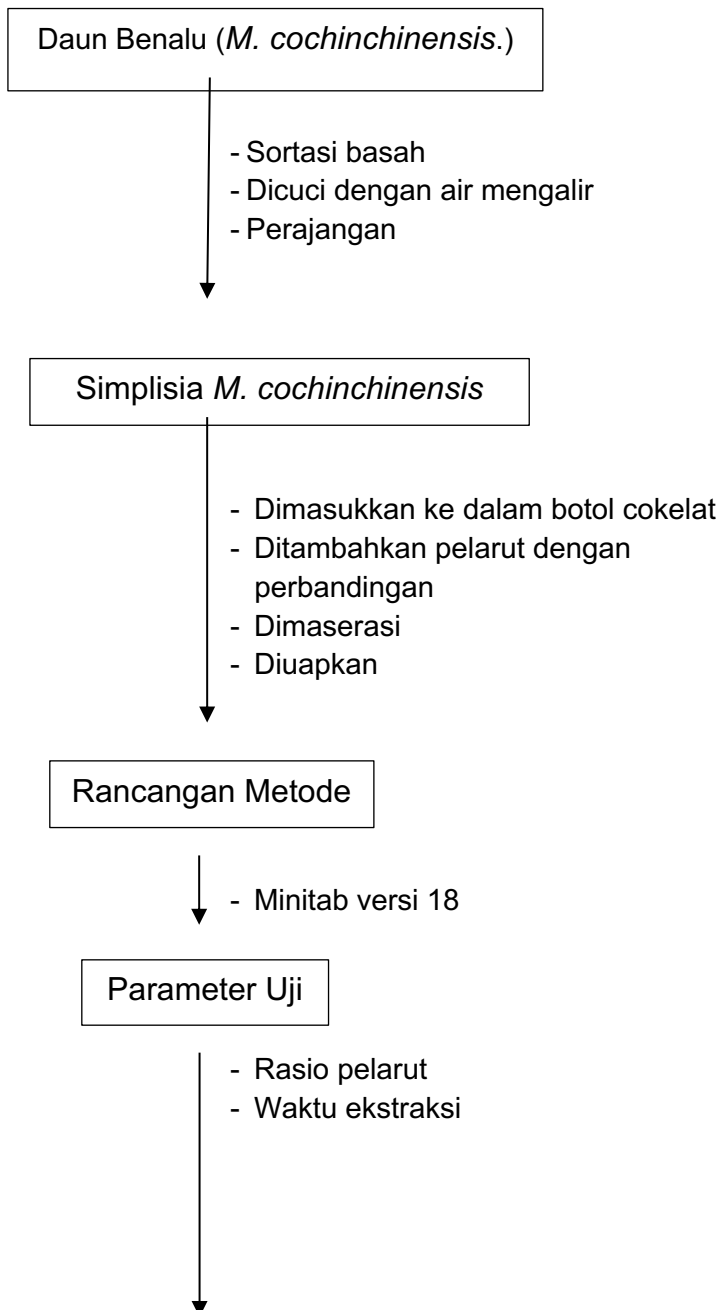 Daun Benalu (M. cochinchinensis.)
- Sortasi basah
- Dicuci dengan air mengalir
- Perajangan
Simplisia M. cochinchinensis
- Dimasukkan ke dalam botol cokelat
- Ditambahkan pelarut dengan
perbandingan
- Dimaserasi
- Diuapkan
Rancangan Metode
- Minitab versi 18
Parameter Uji
- Rasio pelarut
- Waktu ekstraksi